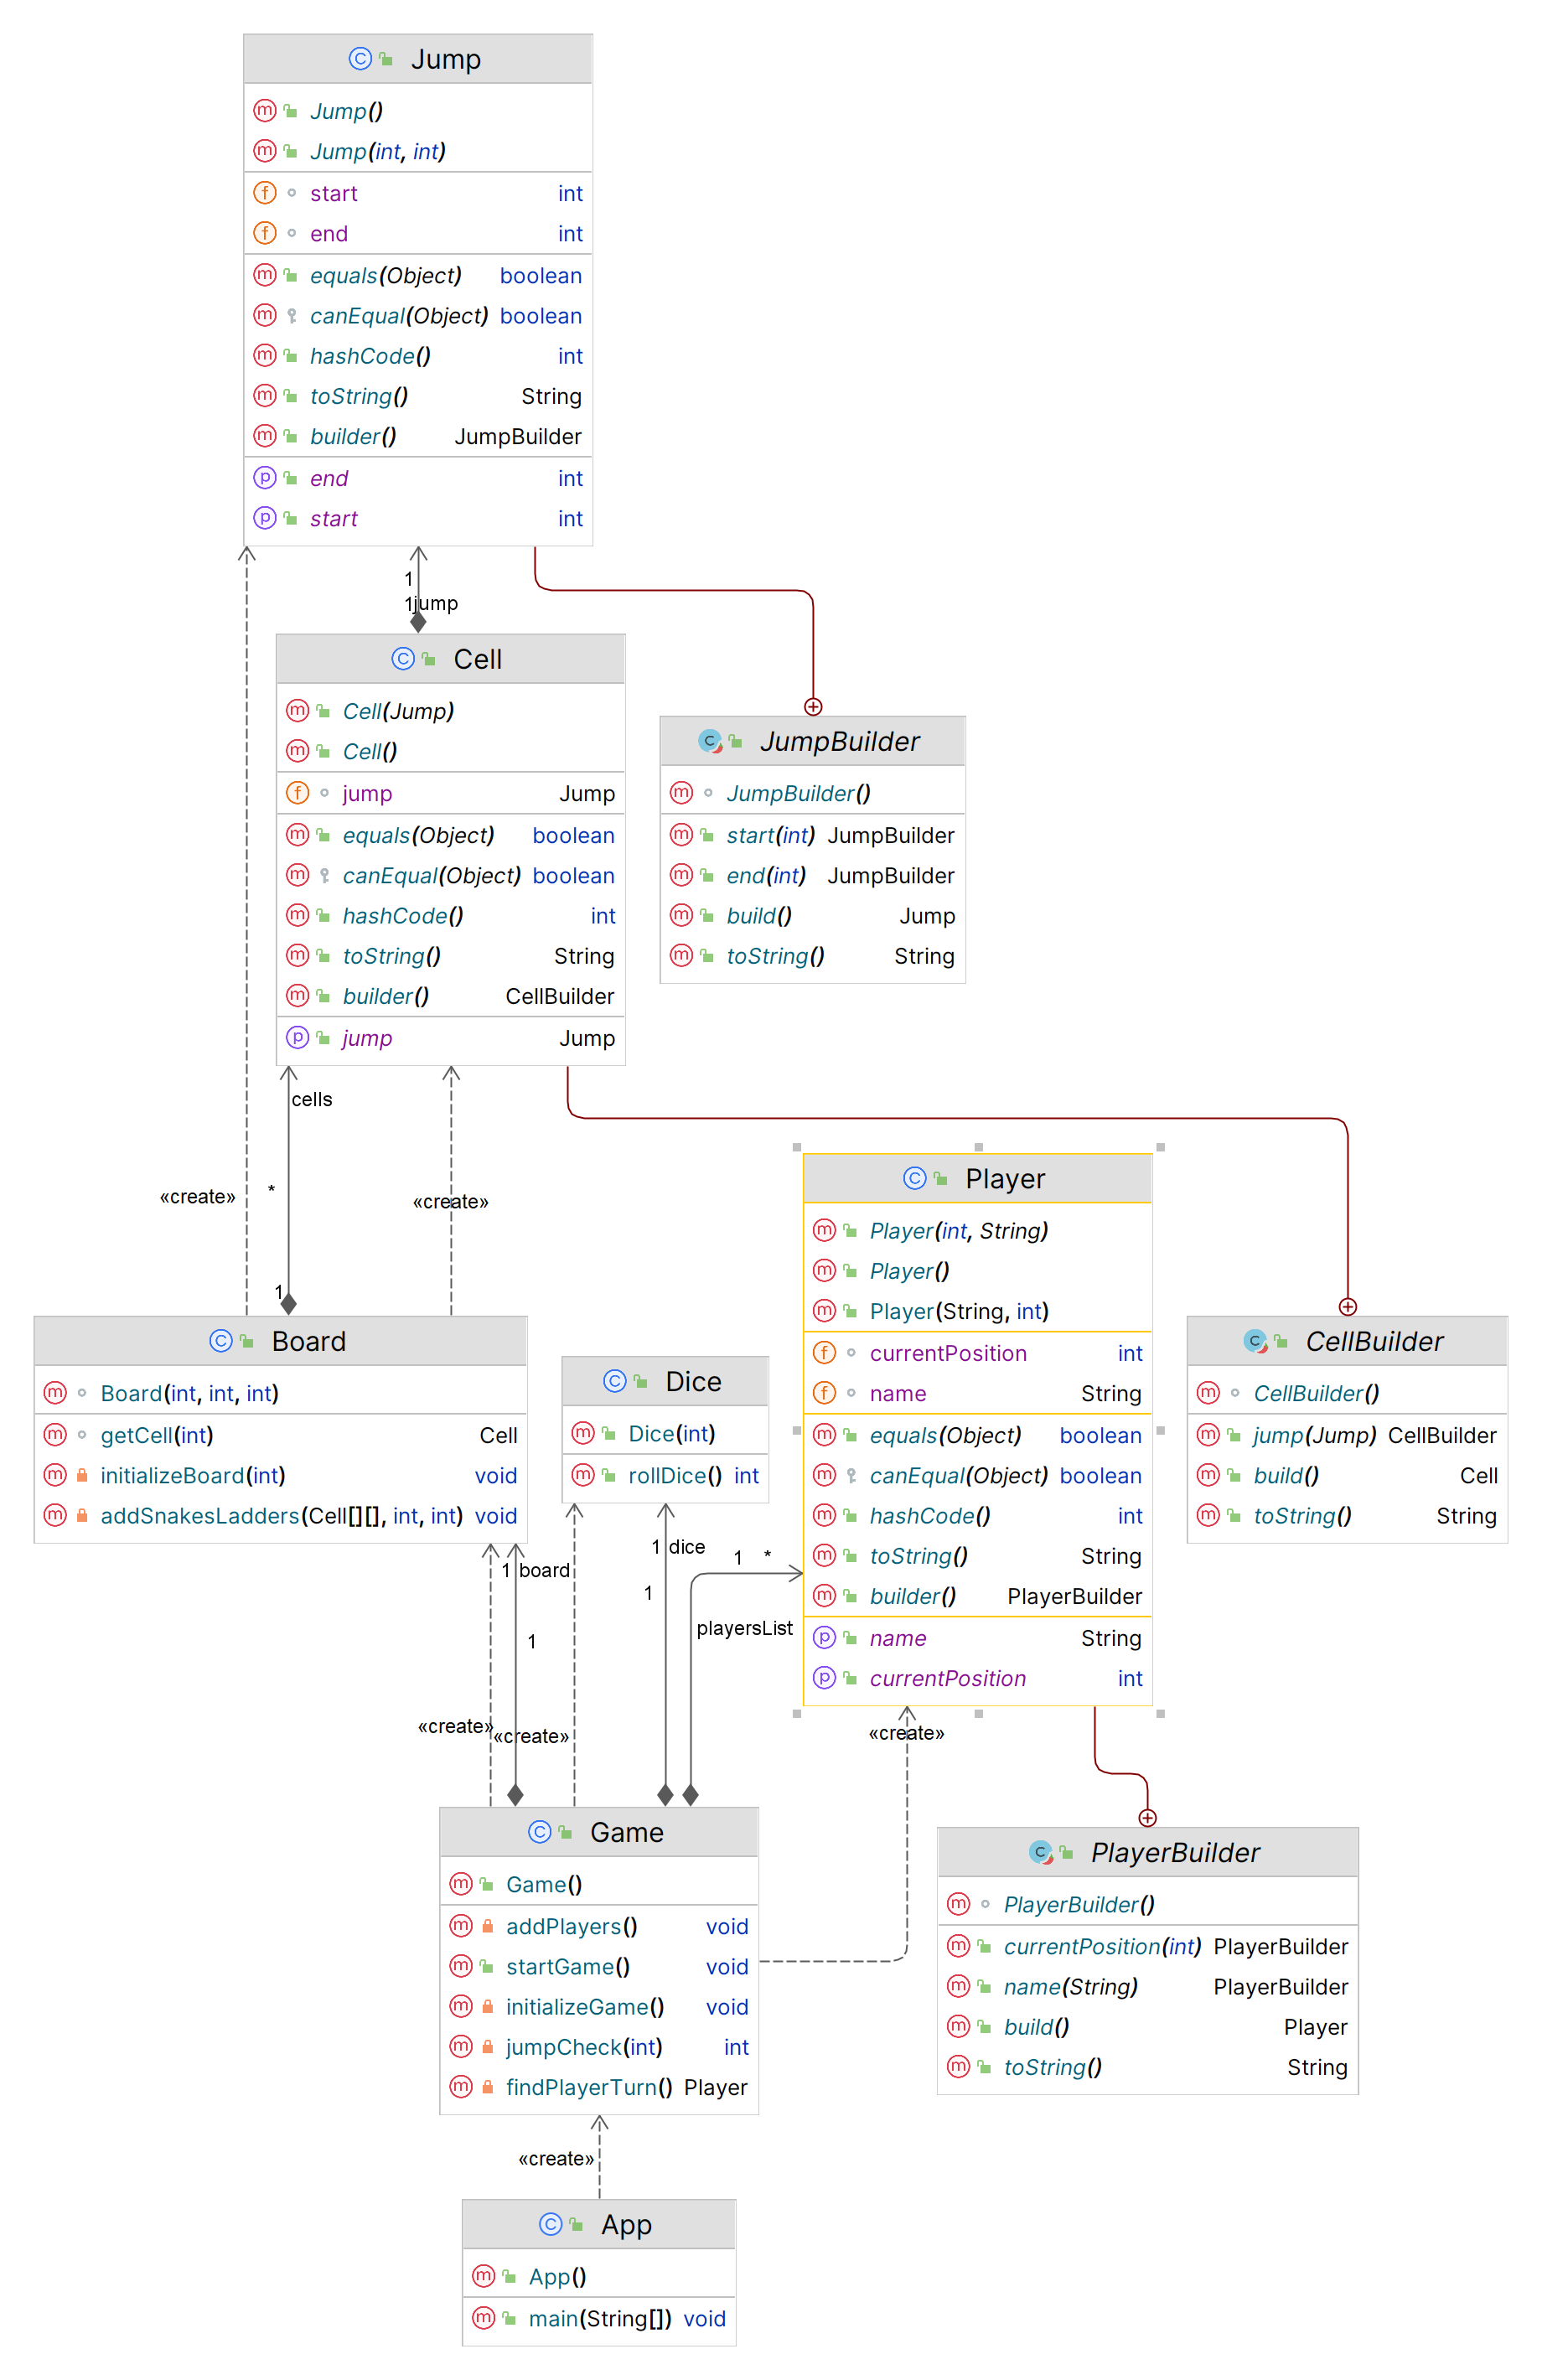 Jump
Jump()
Jump(int, int)
start int
end int
equals(Object) boolean
canEqual(Object) boolean
hashCode() int
toString() String
builder() JumpBuilder
end int
start int
1
1
jump
Cell
Cell(Jump)
Cell()
jump Jump
equals(Object) boolean
canEqual(Object) boolean
hashCode() int
toString() String
builder() CellBuilder
jump Jump
JumpBuilder
JumpBuilder()
start(int) JumpBuilder
end(int) JumpBuilder
build() Jump
toString() String
cells
«create»
*
«create»
1
Player
Player(int, String)
Player()
Player(String, int)
currentPosition int
name String
equals(Object) boolean
canEqual(Object) boolean
hashCode() int
toString() String
builder() PlayerBuilder
name String
currentPosition int
Board
Board(int, int, int)
getCell(int) Cell
initializeBoard(int) void
addSnakesLadders(Cell[][], int, int) void
Dice
Dice(int)
rollDice() int
CellBuilder
CellBuilder()
jump(Jump) CellBuilder
build() Cell
toString() String
1 board
1 dice
1 *
1
1
playersList
«create»
«create»
«create»
Game
Game()
addPlayers() void
startGame() void
initializeGame() void
jumpCheck(int) int
findPlayerTurn() Player
PlayerBuilder
PlayerBuilder()
currentPosition(int) PlayerBuilder
name(String) PlayerBuilder
build() Player
toString() String
«create»
App
App()
main(String[]) void